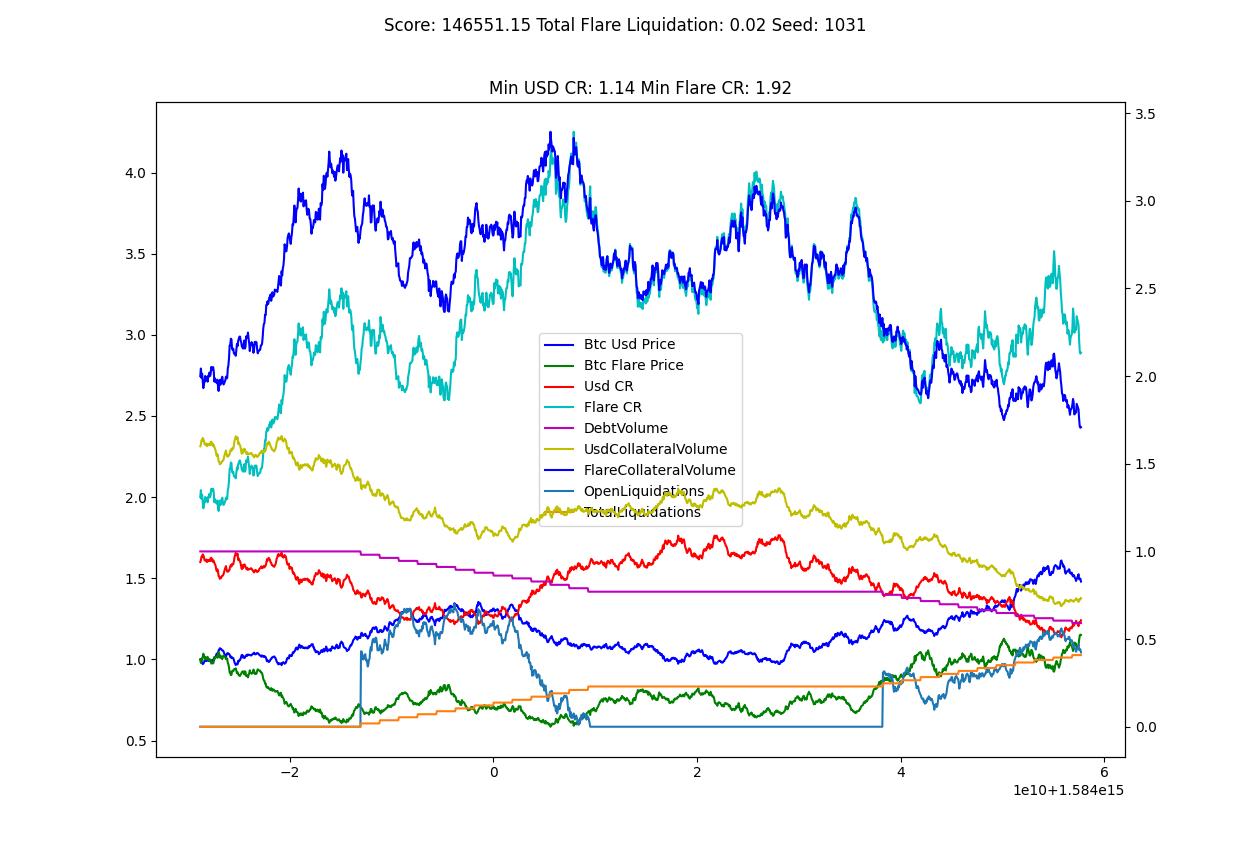 Score: 146551.15 Total Flare Liquidation: 0.02 Seed: 1031
Min USD CR: 1.14 Min Flare CR: 1.92
4.0
3.5
3.0
2.5
2.0
1.5
1.0
0.5
3.5
3.0
2.5
2.0
1.5
1.0
0.5
0.0
Btc Usd Price
Btc Flare Price
Usd CR
Flare CR
DebtVolume
UsdCollateralVolume
FlareCollateralVolume
OpenLiquidations
TotalLiquidations
−2 0 2 4 6
1e10+1.584e15